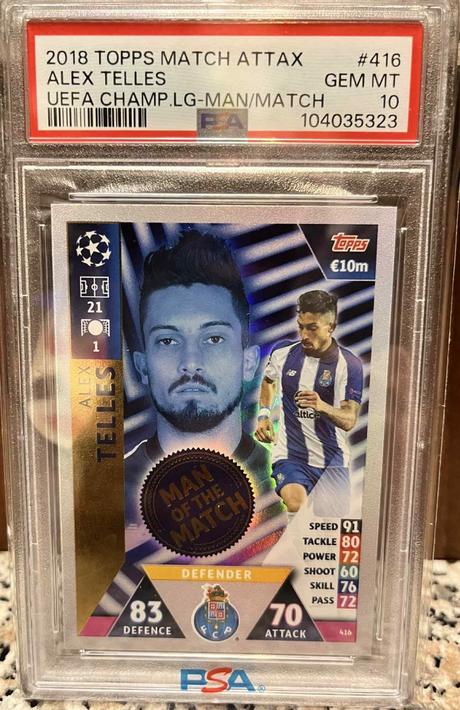 2018 TOPPS MATCH ATTAX #416
ALEX TELLES GEM MT
UEFA CHAMP.LG-MAN/MATCH 10
PSA 104035323
Topps
€10m
21
1
ALEX
TELLES
altice
MAN
OF THE
MATCH
SPEED 91
TACKLE 80
POWER 72
SHOOT 60
SKILL 76
PASS 72
DEFENDER
83
DEFENCE
FCP
70
ATTACK
416
PSA